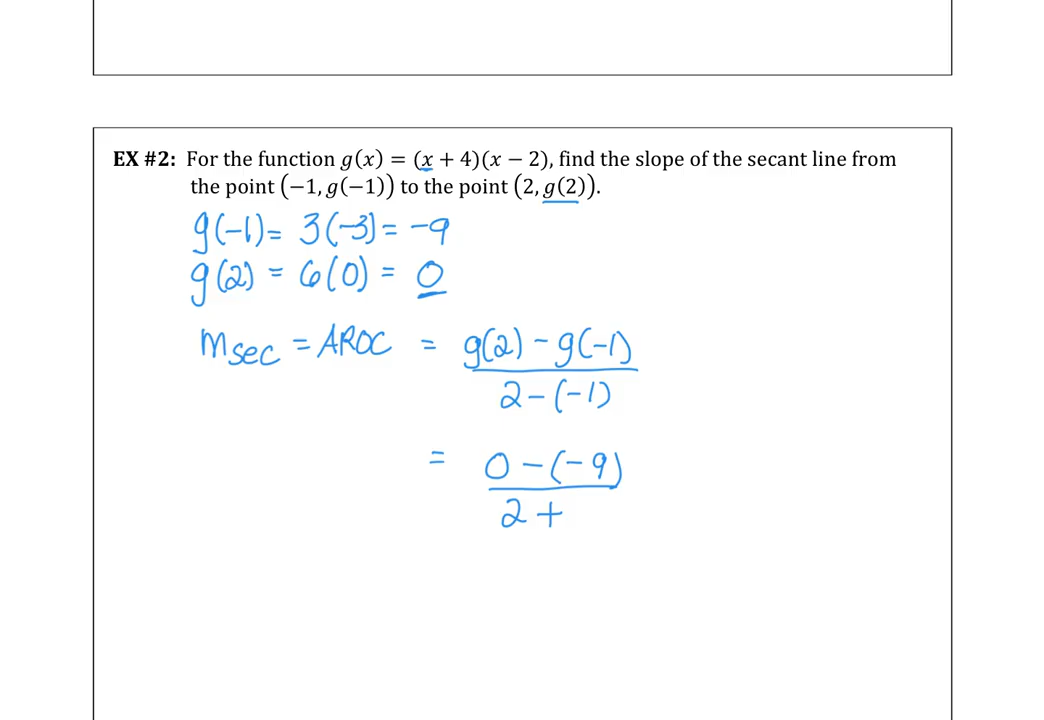 EX #2: For the function g(x) = (x + 4)(x − 2), find the slope of the secant line from
the point (−1, g(−1)) to the point (2, g(2)).
g(-1) = 3(-3) = -9
g(2) = 6(0) = 0
m sec = AROC = g(2) - g(-1)
2 - (-1)
= 0 - (-9)
2 +